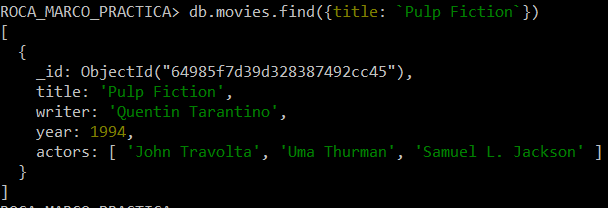 ROCA_MARCO_PRACTICA> db.movies.find({title: `Pulp Fiction`})
[
  {
    _id: ObjectId("64985f7d39d328387492cc45"),
    title: 'Pulp Fiction',
    writer: 'Quentin Tarantino',
    year: 1994,
    actors: [ 'John Travolta', 'Uma Thurman', 'Samuel L. Jackson' ]
  }
]
ROCA_MARCO_PRACTICA